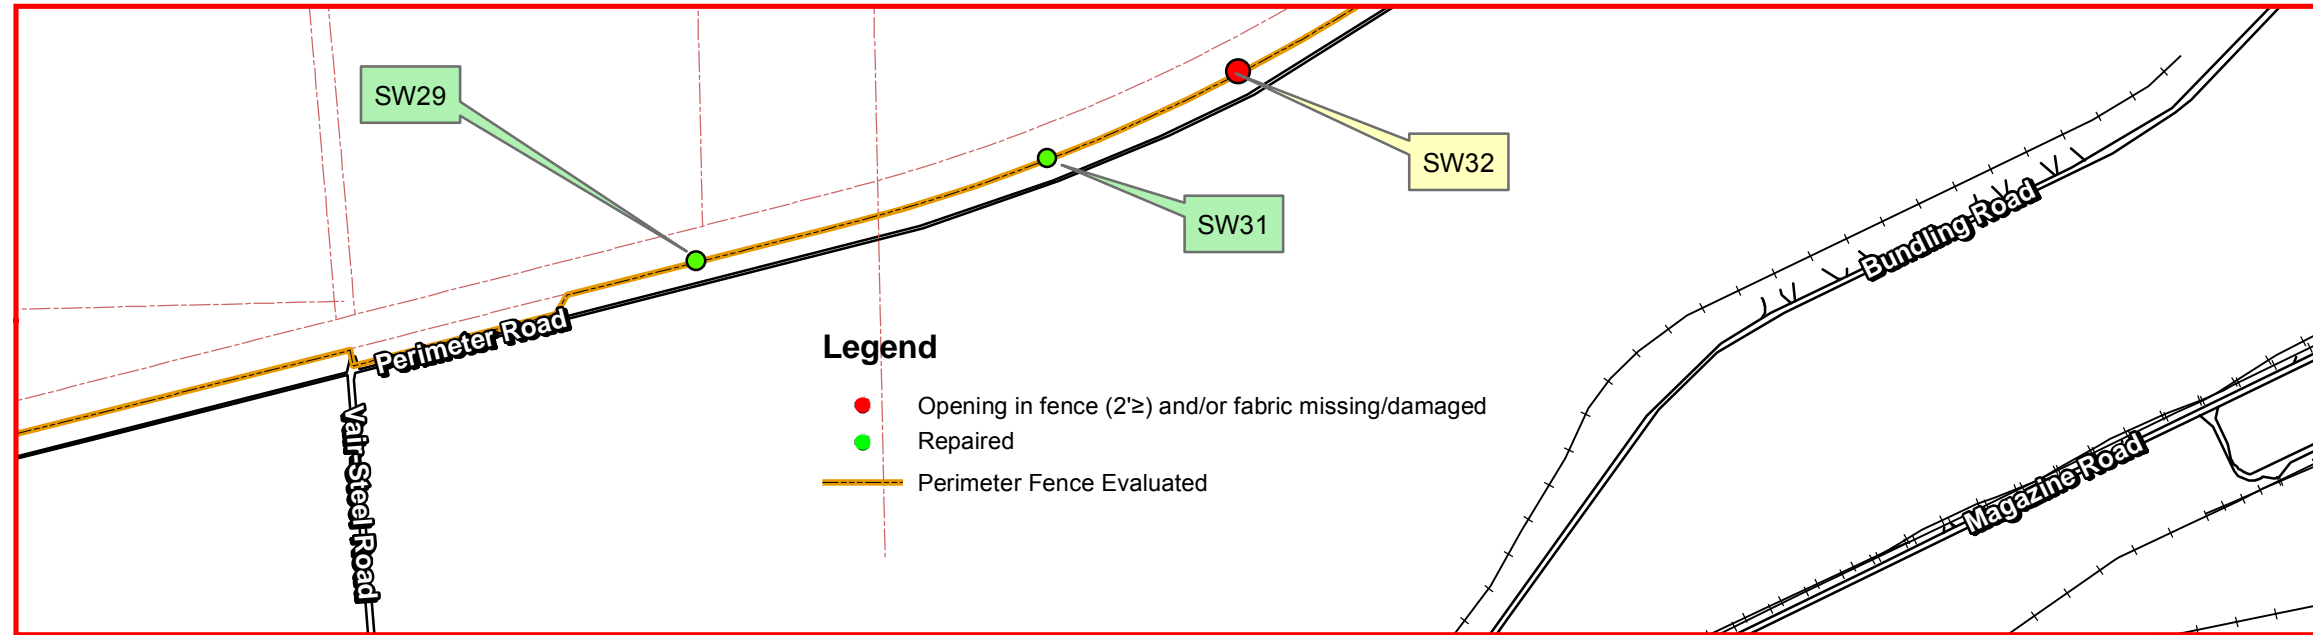 SW29
SW32
SW31
Bundling Road
Perimeter Road
Legend
Opening in fence (2'≥) and/or fabric missing/damaged
Repaired
Perimeter Fence Evaluated
Vair Steel Road
Magazine Road